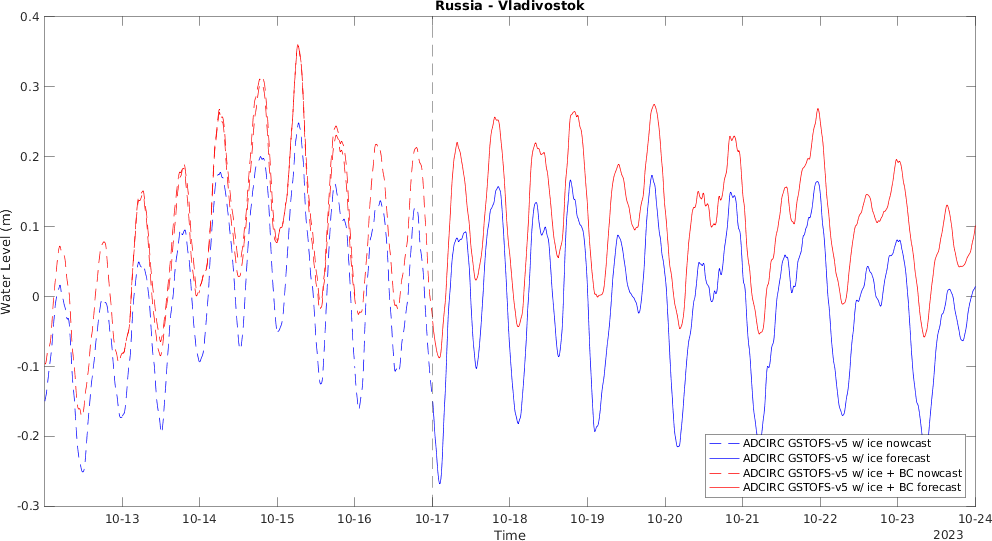 Russia - Vladivostok
0.4
0.3
0.2
0.1
0
-0.1
-0.2
-0.3
Water Level (m)
ADCIRC GSTOFS-v5 w/ ice nowcast
ADCIRC GSTOFS-v5 w/ ice forecast
ADCIRC GSTOFS-v5 w/ ice + BC nowcast
ADCIRC GSTOFS-v5 w/ ice + BC forecast
10-13 10-14 10-15 10-16 10-17 10-18 10-19 10-20 10-21 10-22 10-23 10-24
Time
2023